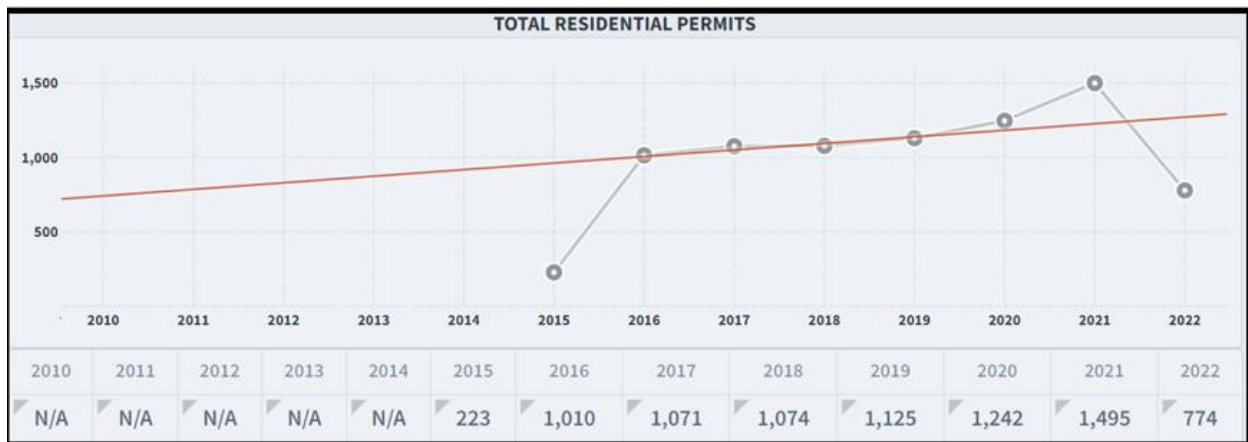 TOTAL RESIDENTIAL PERMITS
1,500
1,000
500
2010 2011 2012 2013 2014 2015 2016 2017 2018 2019 2020 2021 2022
2010 2011 2012 2013 2014 2015 2016 2017 2018 2019 2020 2021 2022
N/A N/A N/A N/A N/A 223 1,010 1,071 1,074 1,125 1,242 1,495 774